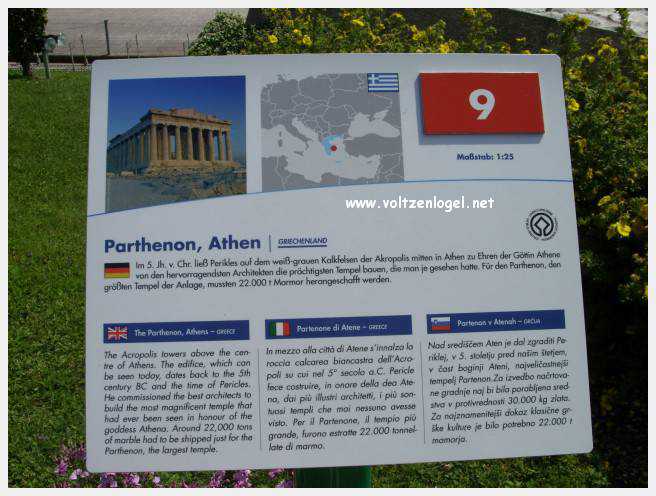 9
Maßstab: 1:25
www.voltzenlogel.net
Parthenon, Athen | GRIECHENLAND
Im 5. Jh. v. Chr. ließ Perikles auf dem weiß-grauen Kalkfelsen der Akropolis mitten in Athen zu Ehren der Göttin Athene
von den hervorragendsten Architekten die prächtigsten Tempel bauen, die man je gesehen hatte. Für den Parthenon, den
größten Tempel der Anlage, mussten 22.000 t Marmor herangeschafft werden.
The Parthenon, Athens – GREECE
The Acropolis towers above the cen-
tre of Athens. The edifice, which can
be seen today, dates back to the 5th
century BC and the time of Pericles.
He commissioned the best architects to
build the most magnificent temple that
had ever been seen in honour of the
goddess Athena. Around 22,000 tons
of marble had to be shipped just for the
Parthenon, the largest temple.
Partenone di Atene – GRECIA
In mezzo alla città di Atene s'innalza la
roccia calcarea biancastra dell'Acro-
poli su cui nel 5° secolo a.C. Pericle
fece costruire, in onore della dea Ate-
na, dai più illustri architetti, i più son-
tuosi templi che mai nessuno avesse
visto. Per il Partenone, il tempio più
grande, furono estratte 22.000 tonnel-
late di marmo.
Partenon v Atenah – GRČIJA
Nad središčem Aten je dal zgraditi Pe-
riklej, v 5. stoletju pred našim štetjem,
v čast boginji Ateni, najveličastnejši
tempelj Partenon.Za izvedbo načrtova-
ne gradnje naj bi bila porabljena sred-
stva v protivrednosti 30.000 kg zlata.
Za najznamenitejši dokaz klasične gr-
ške kulture je bilo potrebno 22.000 t
mamorja.